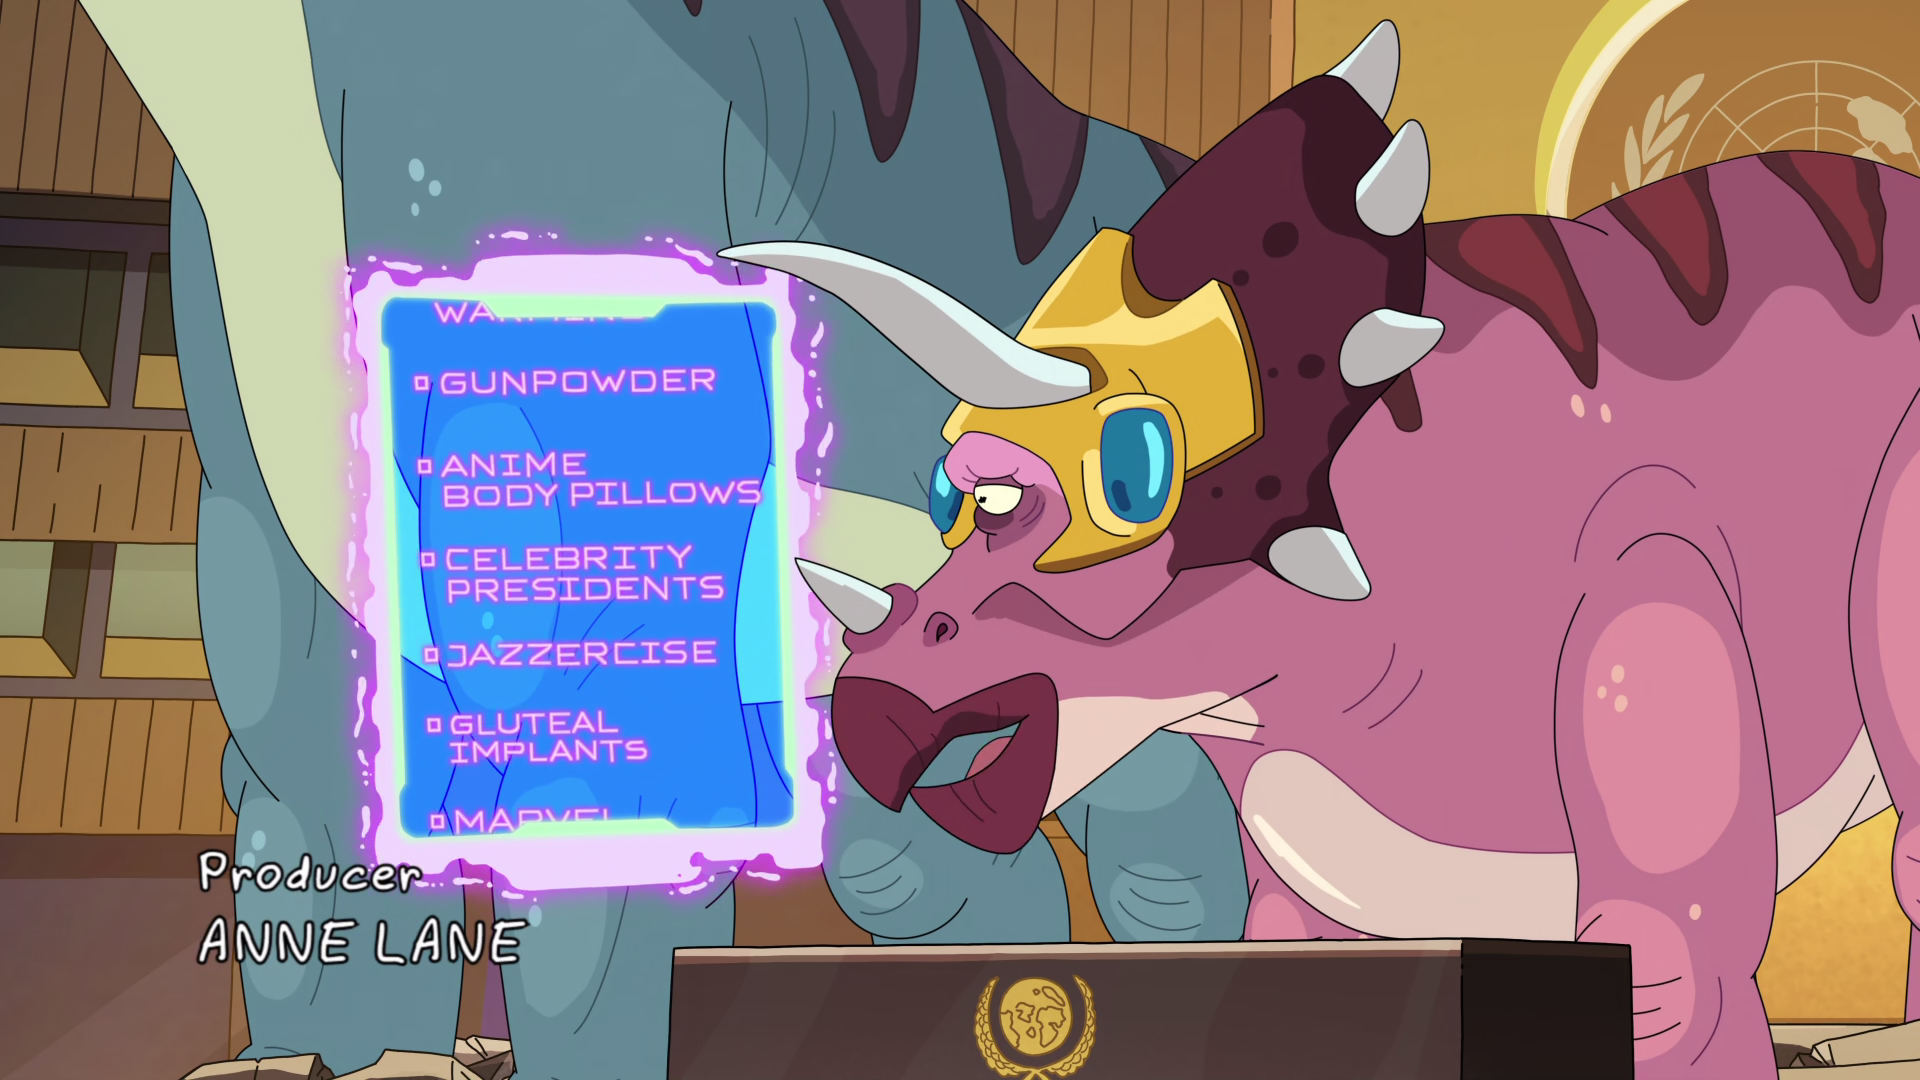 GUNPOWDER
ANIME
BODY PILLOWS
CELEBRITY
PRESIDENTS
JAZZERCISE
GLUTEAL
IMPLANTS
MARVEL
Producer
ANNE LANE